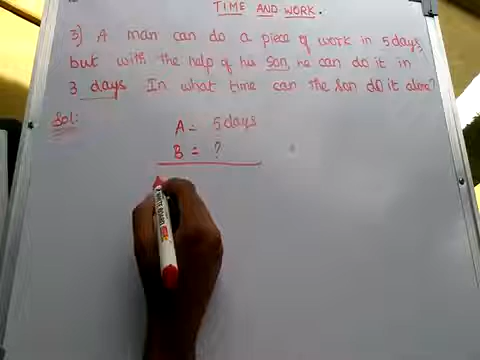 TIME AND WORK.
3) A man can do a piece of work in 5 days,
but with the help of his son, he can do it in
3 days In what time can the son do it alone?
Sol:
A = 5 days
B = ?